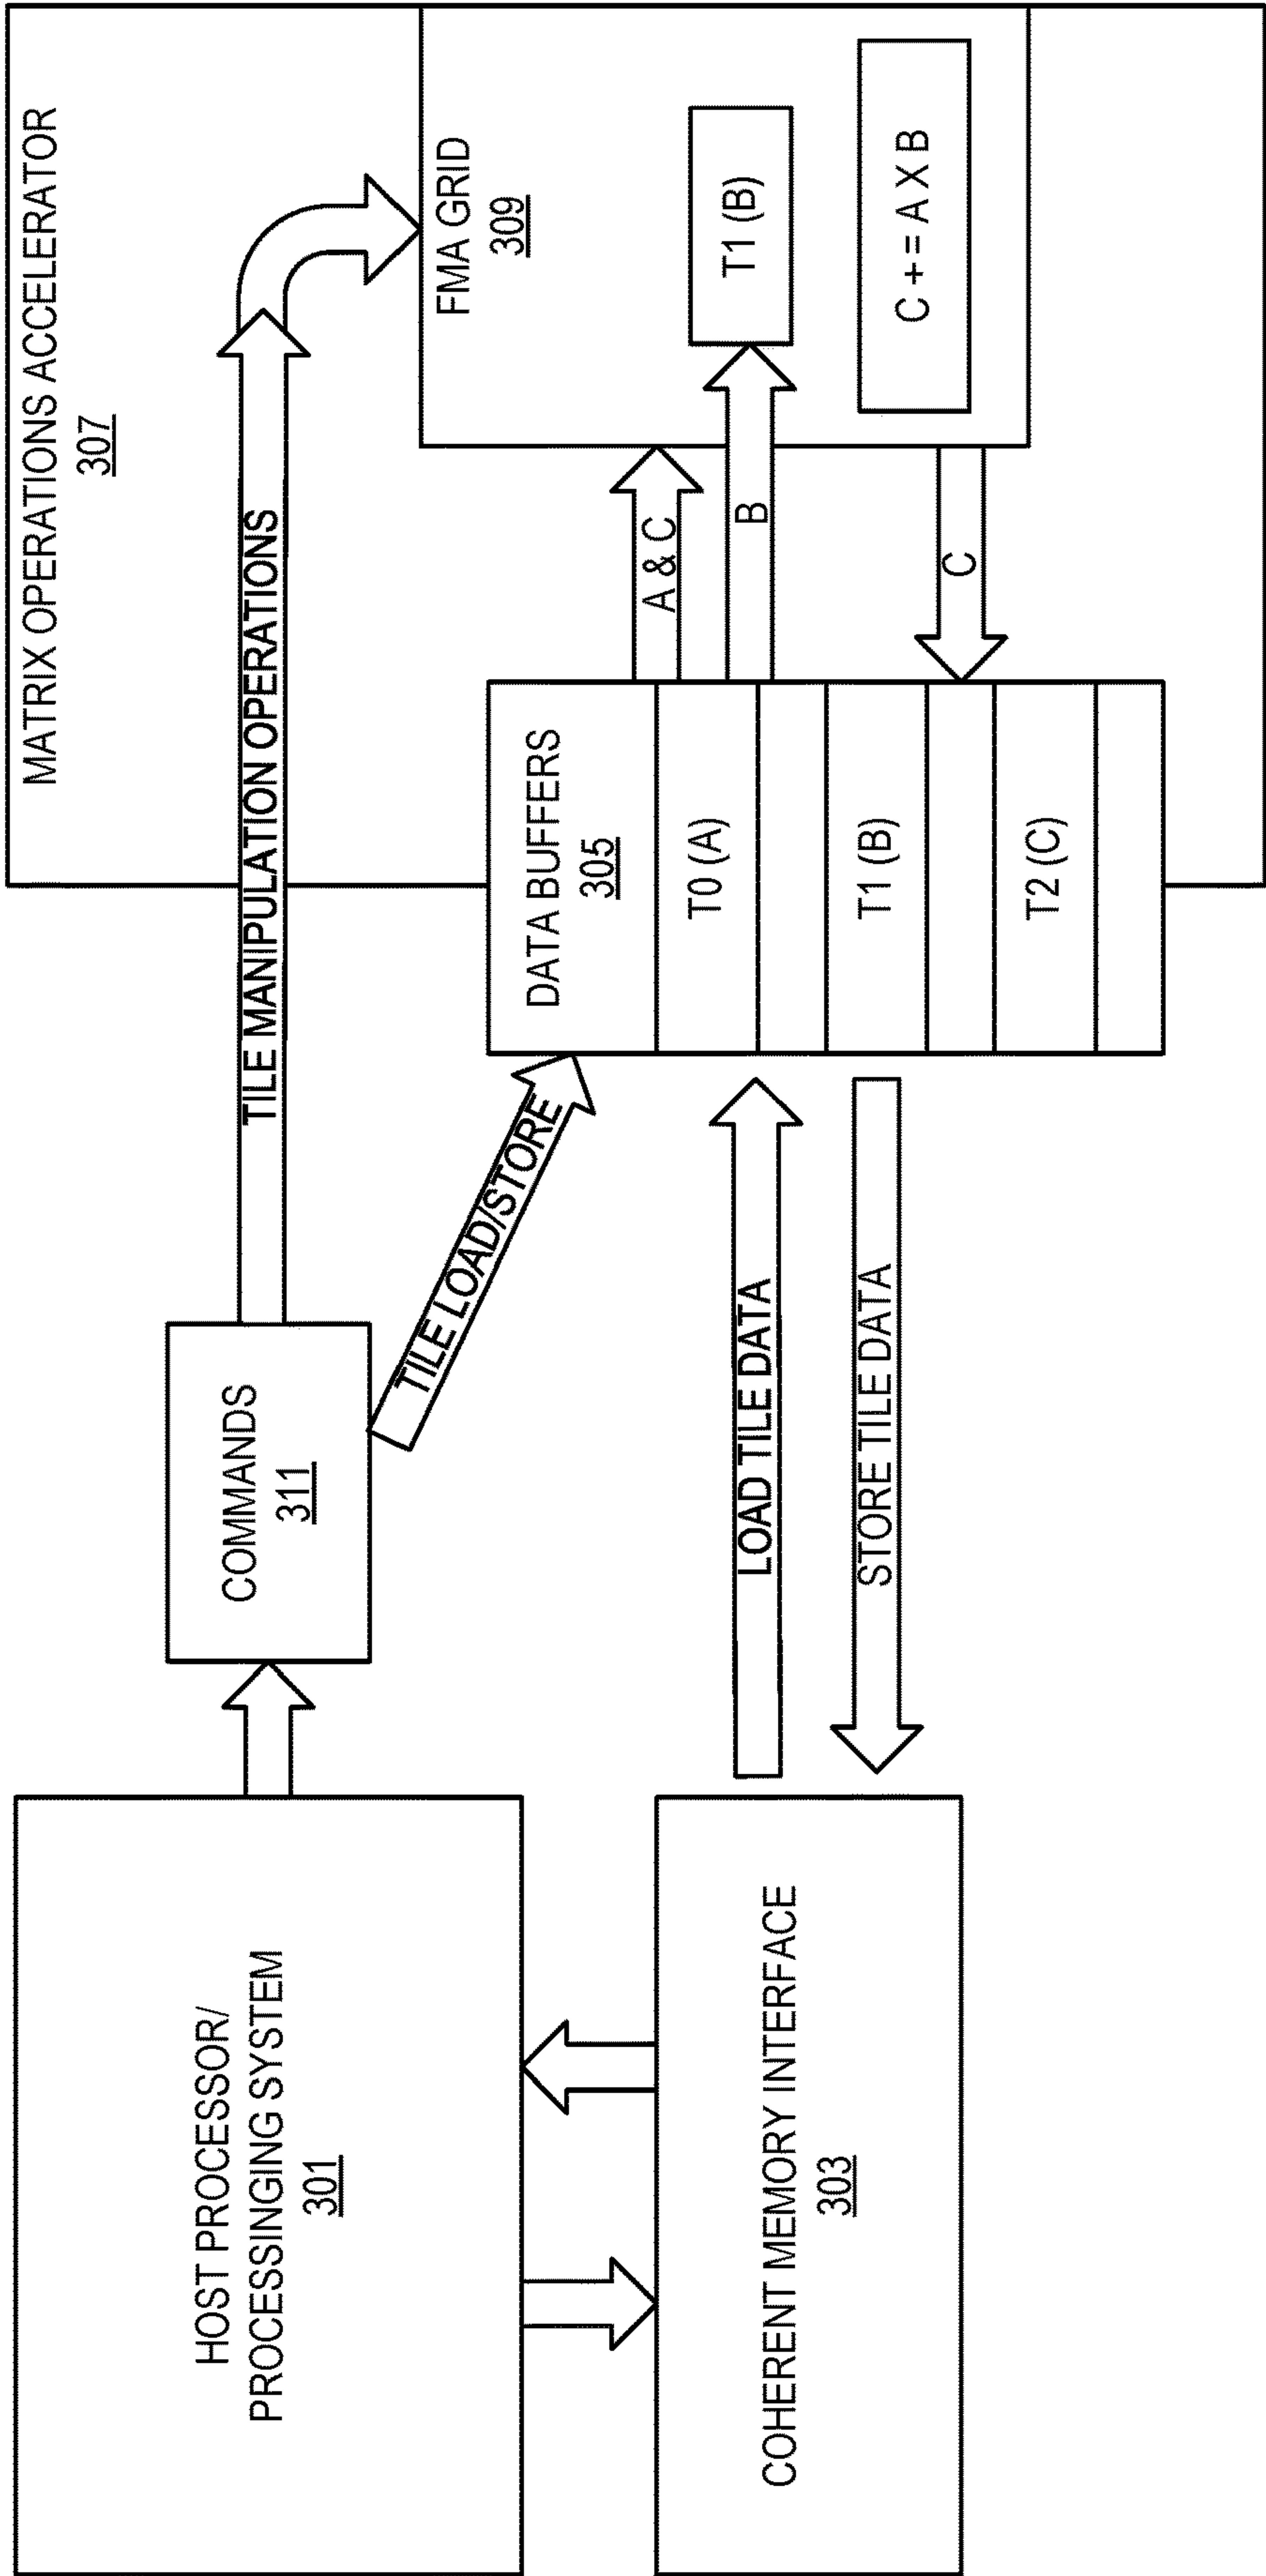 HOST PROCESSOR/
PROCESSINGING SYSTEM
301
COMMANDS
311
TILE MANIPULATION OPERATIONS
TILE LOAD/STORE
MATRIX OPERATIONS ACCELERATOR
307
FMA GRID
309
T1 (B)
C + = A X B
A & C
B
C
DATA BUFFERS
305
T0 (A)
T1 (B)
T2 (C)
COHERENT MEMORY INTERFACE
303
LOAD TILE DATA
STORE TILE DATA